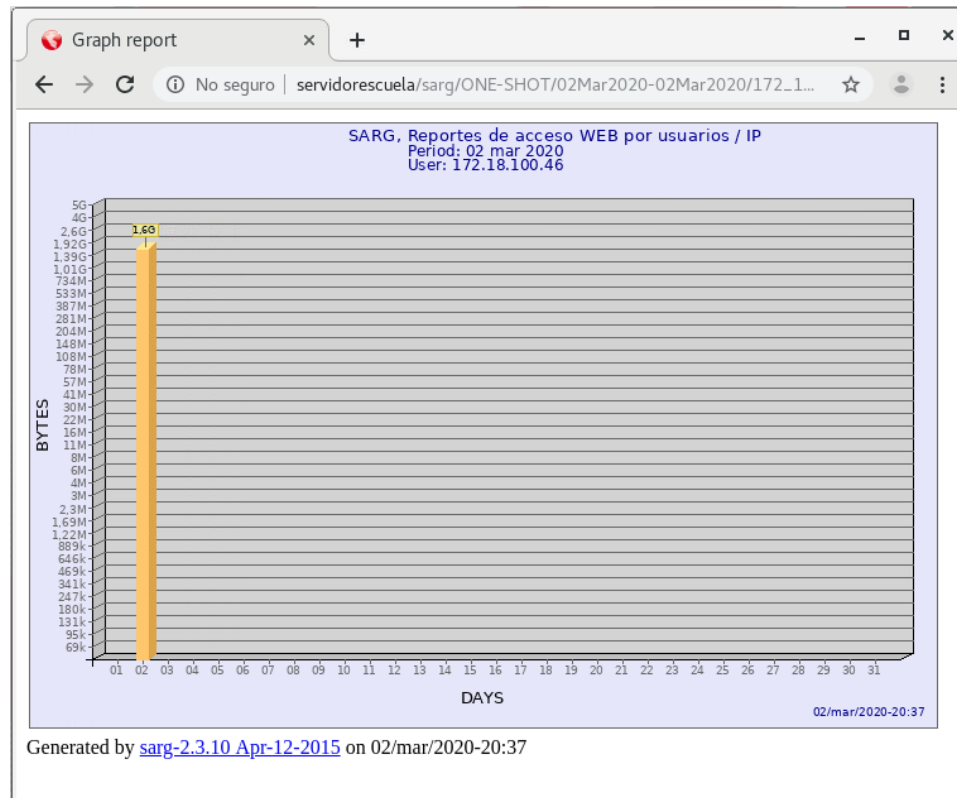 Graph report
No seguro | servidorescuela/sarg/ONE-SHOT/02Mar2020-02Mar2020/172_1...
SARG, Reportes de acceso WEB por usuarios / IP
Period: 02 mar 2020
User: 172.18.100.46
5G
4G
2,6G
1,92G
1,39G
1,01G
734M
533M
387M
281M
204M
148M
108M
78M
57M
41M
30M
22M
16M
11M
8M
6M
4M
3M
2,3M
1,69M
1,22M
889k
646k
469k
341k
247k
180k
131k
95k
69k
1,6G
BYTES
01 02 03 04 05 06 07 08 09 10 11 12 13 14 15 16 17 18 19 20 21 22 23 24 25 26 27 28 29 30 31
DAYS
02/mar/2020-20:37
Generated by sarg-2.3.10 Apr-12-2015 on 02/mar/2020-20:37